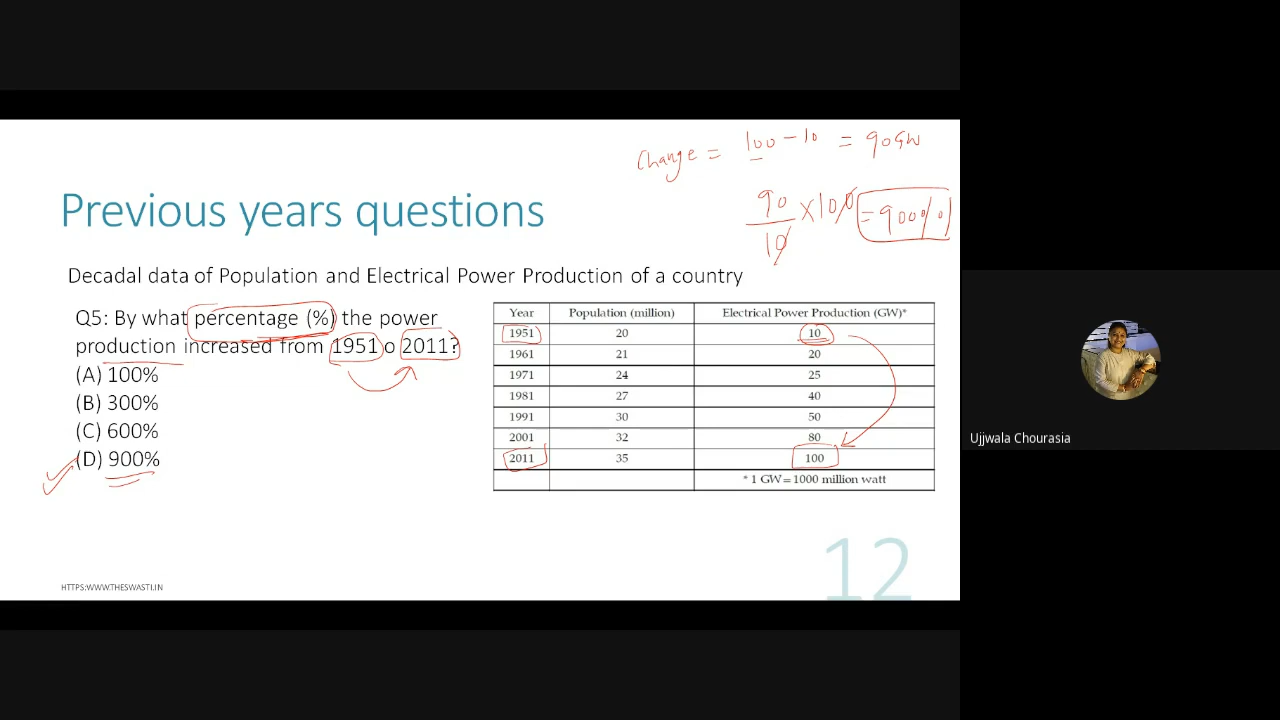 Change = 100 - 10 = 90GW
90/10 x 100 = 900%
Previous years questions
Decadal data of Population and Electrical Power Production of a country
Q5: By what percentage (%) the power
production increased from 1951 o 2011?
(A) 100%
(B) 300%
(C) 600%
(D) 900%
Year Population (million) Electrical Power Production (GW)*
1951 20 10
1961 21 20
1971 24 25
1981 27 40
1991 30 50
2001 32 80
2011 35 100
* 1 GW = 1000 million watt
Ujjwala Chourasia
12
HTTPS:WWW.THESWASTI.IN